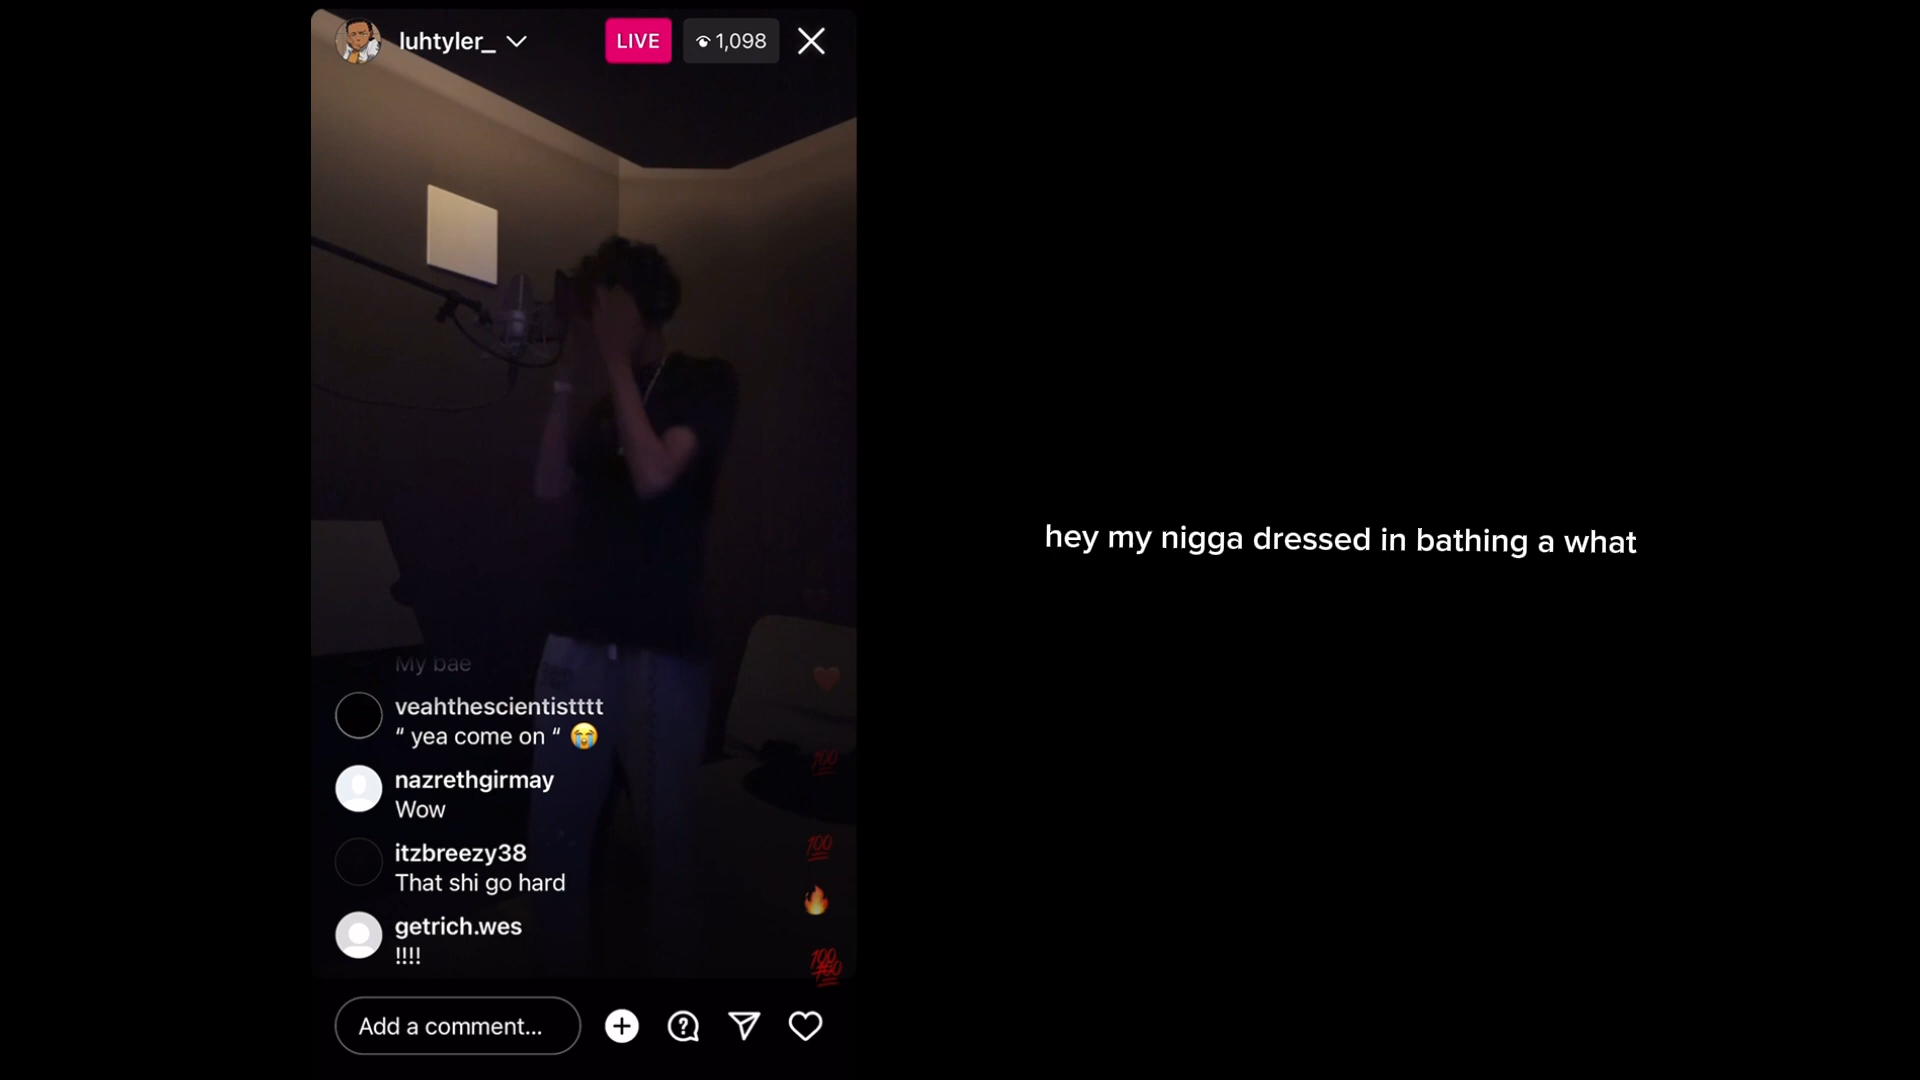 luhtyler_
LIVE
1,098
My bae
veahthescientistttt
“ yea come on “ 😭
nazrethgirmay
Wow
itzbreezy38
That shi go hard
getrich.wes
!!!!
Add a comment...
hey my nigga dressed in bathing a what